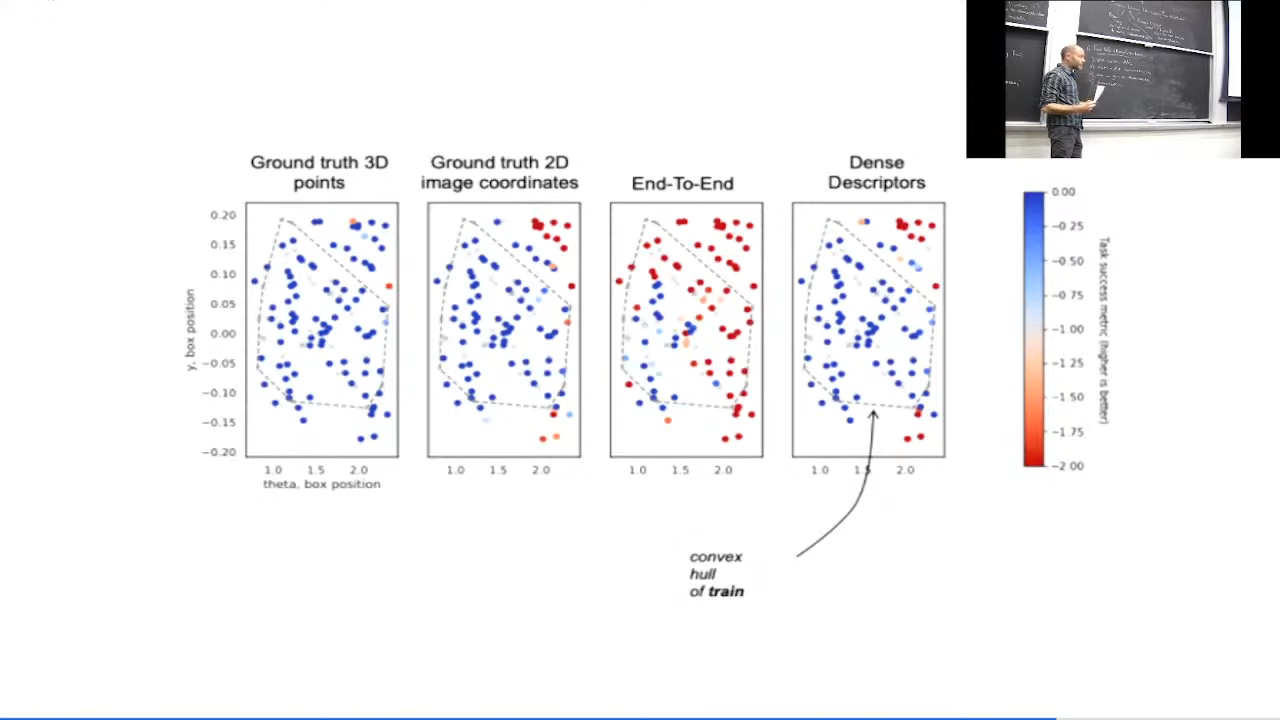 Ground truth 3D
points
Ground truth 2D
image coordinates
End-To-End
Dense
Descriptors
0.20
0.15
0.10
0.05
0.00
−0.05
−0.10
−0.15
−0.20
y, box position
1.0 1.5 2.0
1.0 1.5 2.0
1.0 1.5 2.0
1.0 1.5 2.0
theta, box position
0.00
−0.25
−0.50
−0.75
−1.00
−1.25
−1.50
−1.75
−2.00
Task success metric (higher is better)
convex
hull
of train